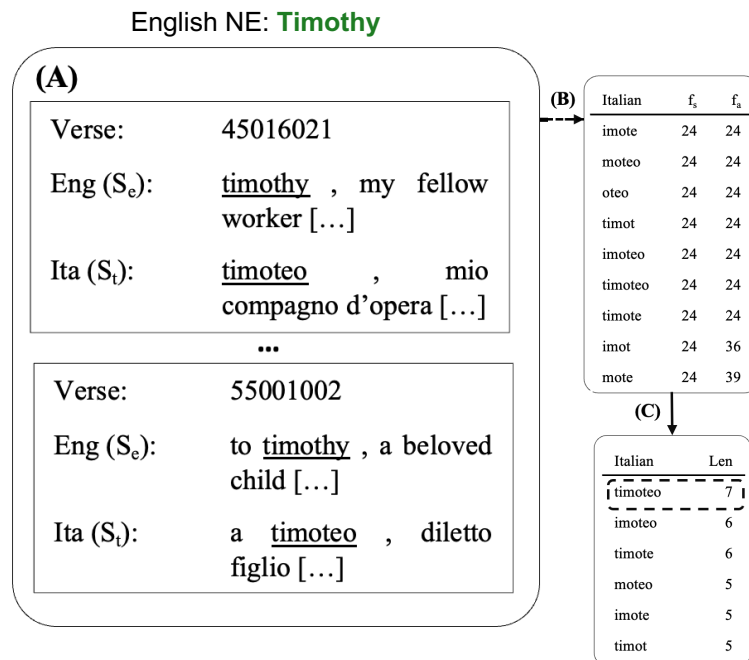 English NE: Timothy
(A)
Verse: 45016021
Eng (Sₑ): timothy , my fellow
worker […]
Ita (Sₜ): timoteo , mio
compagno d’opera […]
...
Verse: 55001002
Eng (Sₑ): to timothy , a beloved
child […]
Ita (Sₜ): a timoteo , diletto
figlio […]
(B)
Italian fₛ fₐ
imote 24 24
moteo 24 24
oteo 24 24
timot 24 24
imoteo 24 24
timoteo 24 24
timote 24 24
imot 24 36
mote 24 39
(C)
Italian Len
timoteo 7
imoteo 6
timote 6
moteo 5
imote 5
timot 5